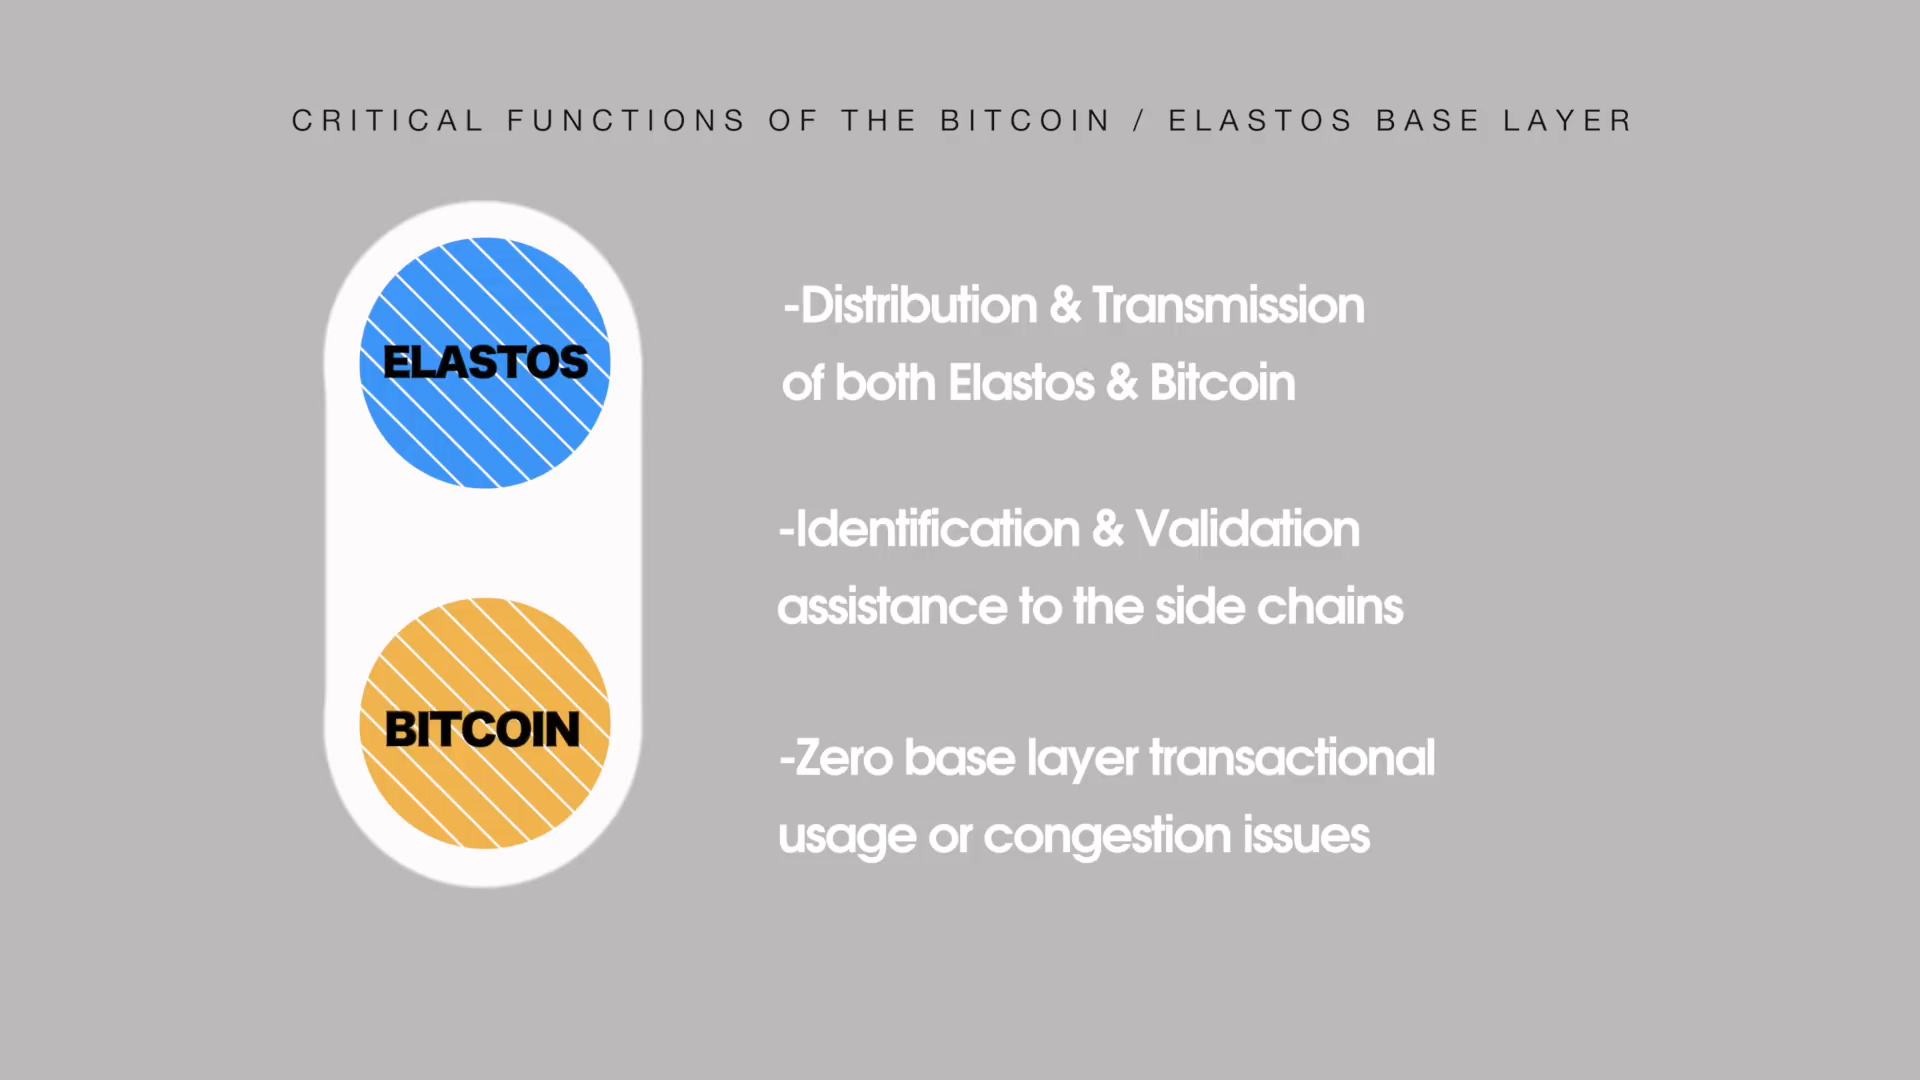 CRITICAL FUNCTIONS OF THE BITCOIN / ELASTOS BASE LAYER
ELASTOS
BITCOIN
-Distribution & Transmission
of both Elastos & Bitcoin
-Identification & Validation
assistance to the side chains
-Zero base layer transactional
usage or congestion issues